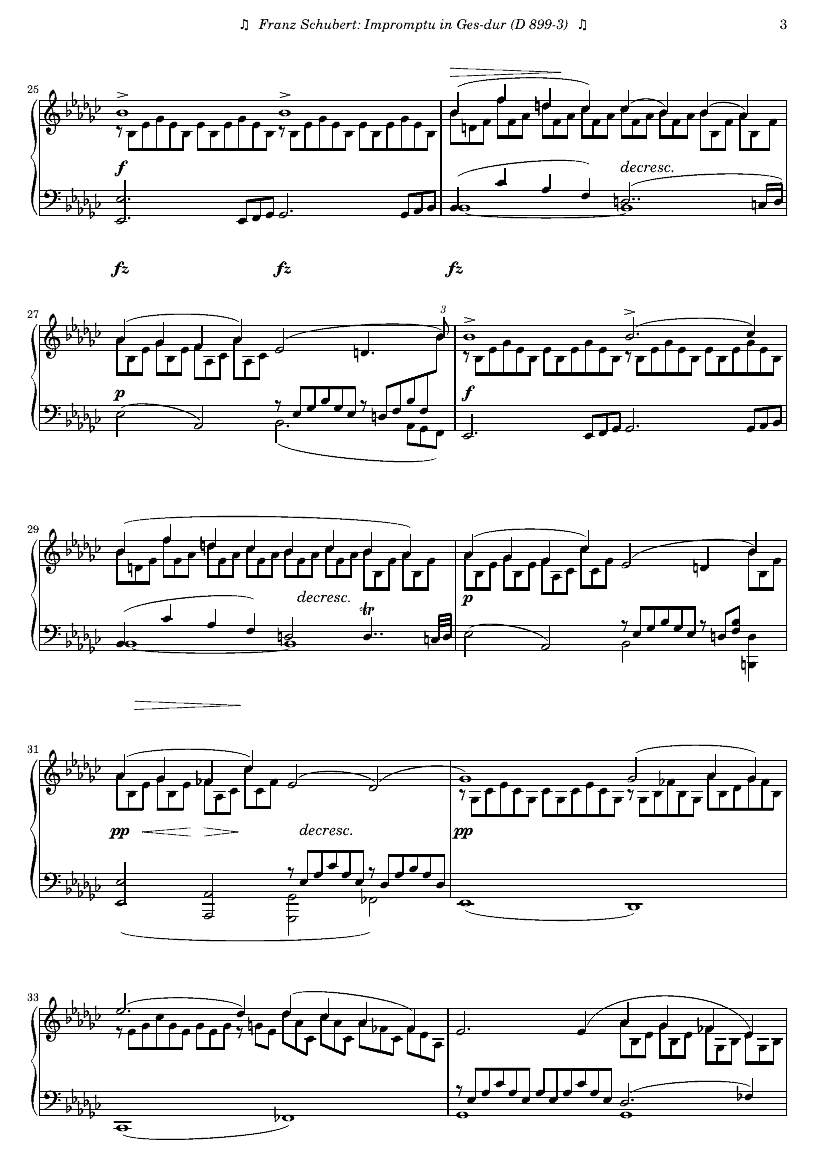 ♫ Franz Schubert: Impromptu in Ges-dur (D 899-3) ♫ 3
25
f
decresc.
fz fz fz
27
3
p f
29
decresc. tr
p
31
pp decresc. pp
33